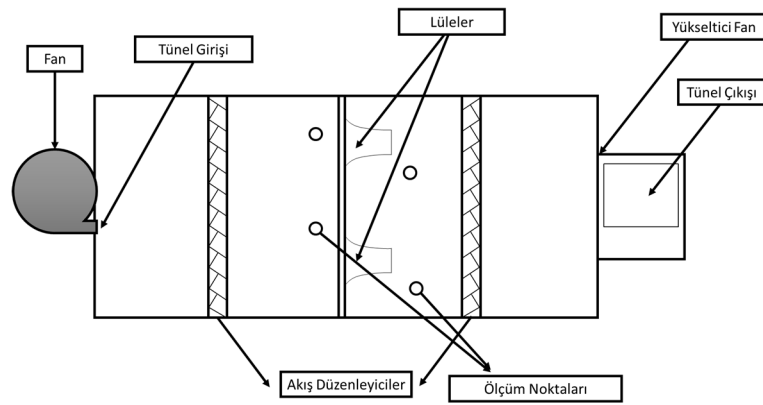 Lüleler
Yükseltici Fan
Tünel Girişi
Fan
Tünel Çıkışı
Akış Düzenleyiciler
Ölçüm Noktaları